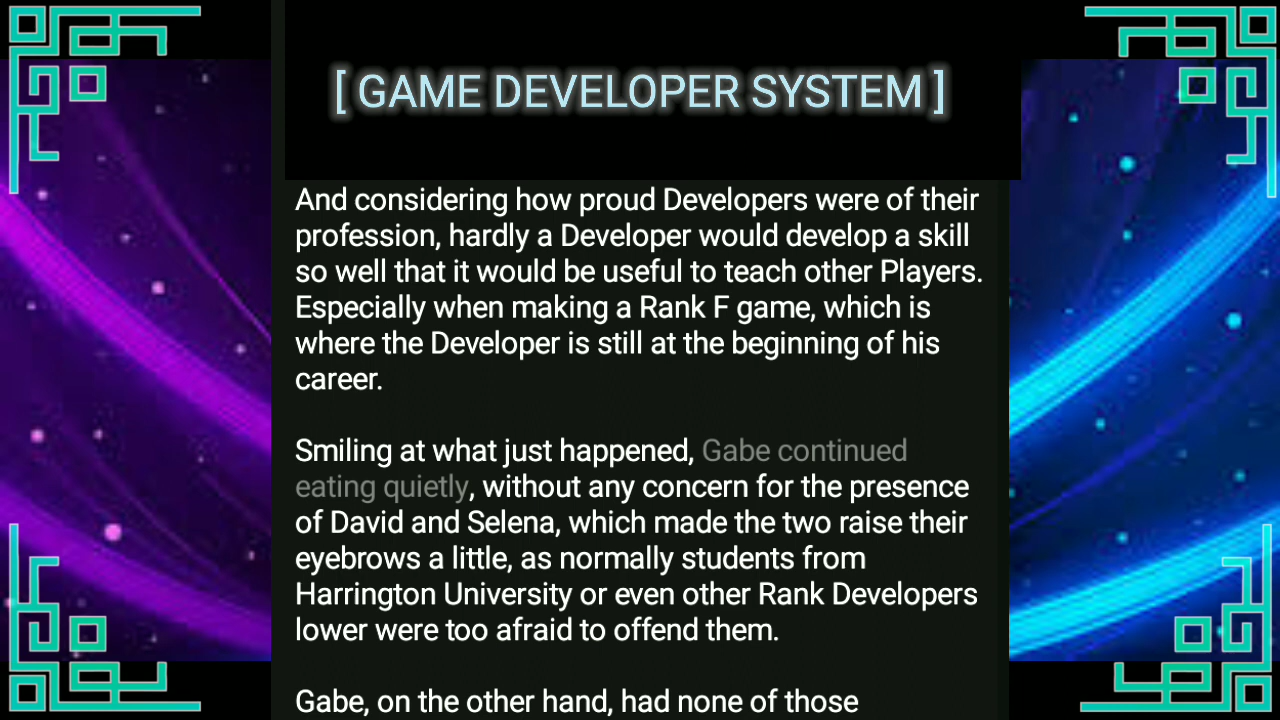 [ GAME DEVELOPER SYSTEM ]
And considering how proud Developers were of their
profession, hardly a Developer would develop a skill
so well that it would be useful to teach other Players.
Especially when making a Rank F game, which is
where the Developer is still at the beginning of his
career.
Smiling at what just happened, Gabe continued
eating quietly, without any concern for the presence
of David and Selena, which made the two raise their
eyebrows a little, as normally students from
Harrington University or even other Rank Developers
lower were too afraid to offend them.
Gabe, on the other hand, had none of those